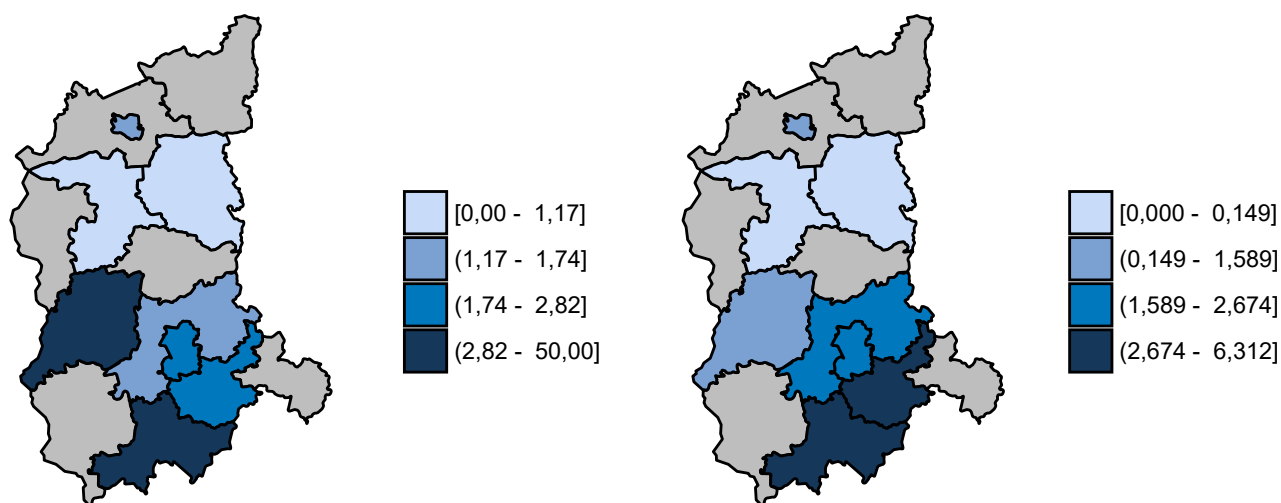 [0,00 - 1,17]
(1,17 - 1,74]
(1,74 - 2,82]
(2,82 - 50,00]
[0,000 - 0,149]
(0,149 - 1,589]
(1,589 - 2,674]
(2,674 - 6,312]